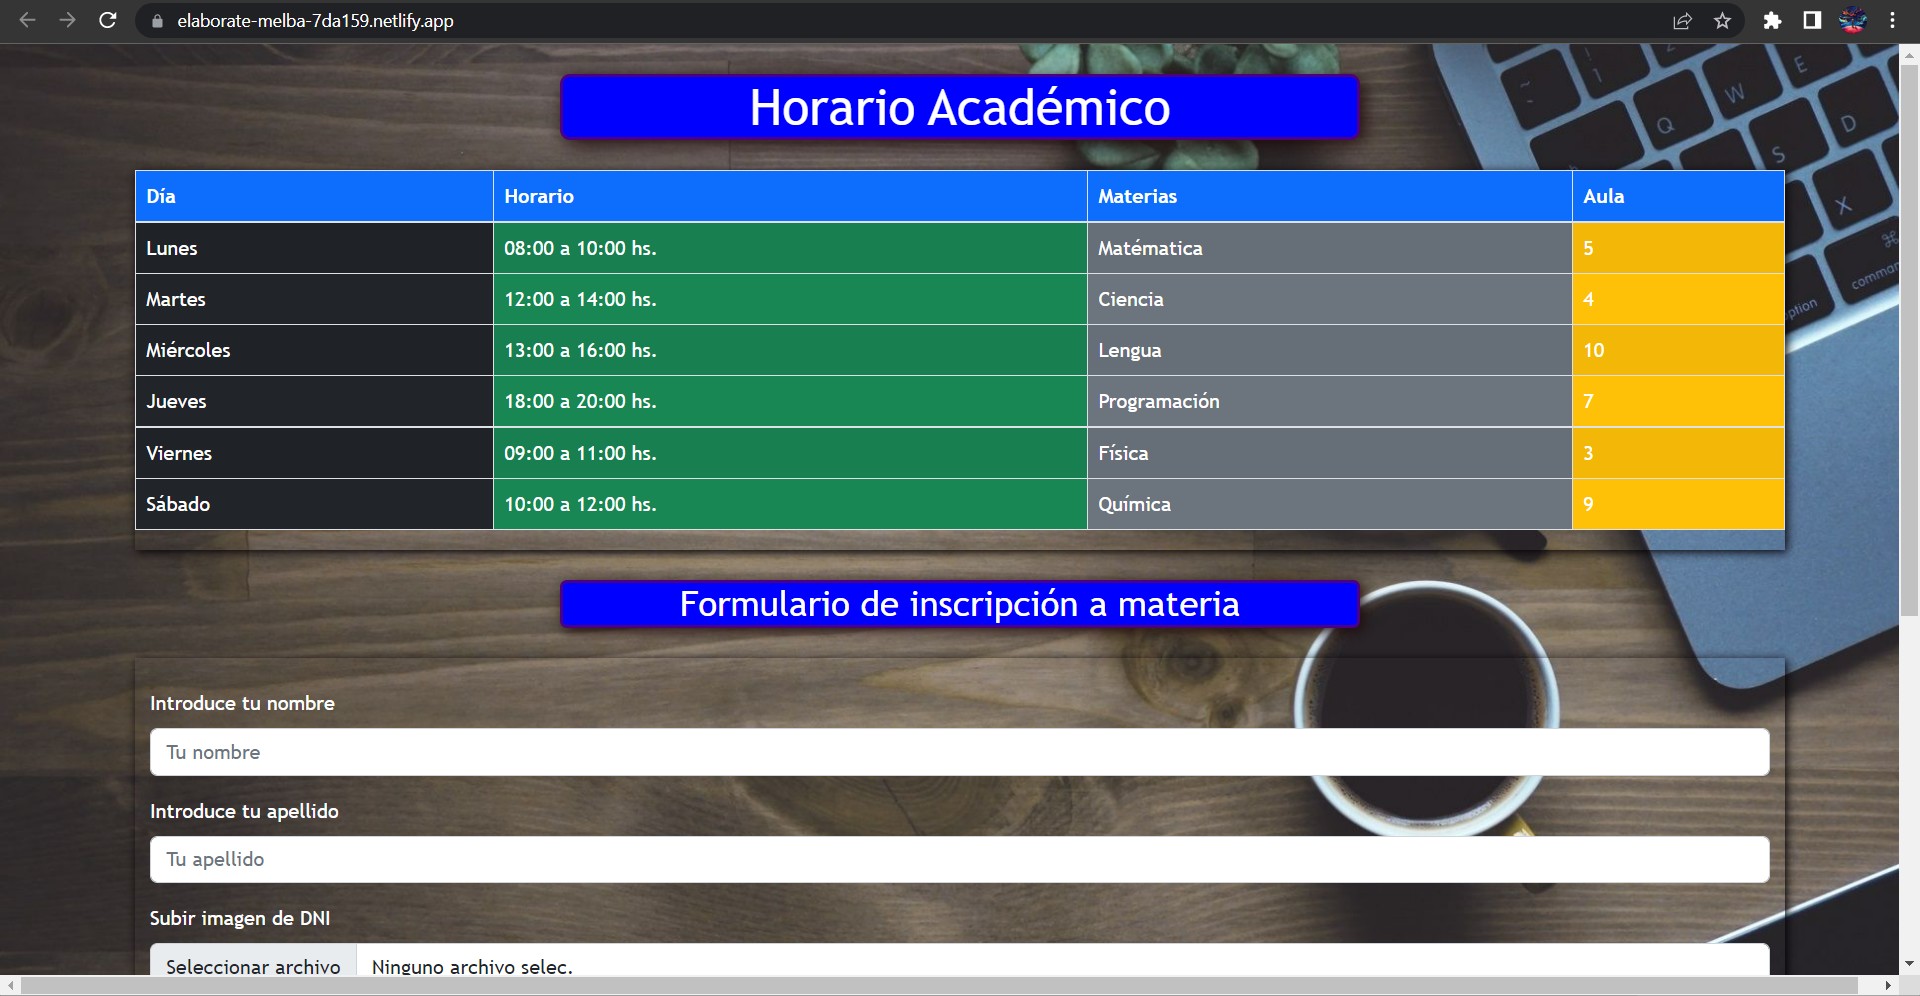 elaborate-melba-7da159.netlify.app
Horario Académico
Día Horario Materias Aula
Lunes 08:00 a 10:00 hs. Matématica 5
Martes 12:00 a 14:00 hs. Ciencia 4
Miércoles 13:00 a 16:00 hs. Lengua 10
Jueves 18:00 a 20:00 hs. Programación 7
Viernes 09:00 a 11:00 hs. Física 3
Sábado 10:00 a 12:00 hs. Química 9
Formulario de inscripción a materia
Introduce tu nombre
Tu nombre
Introduce tu apellido
Tu apellido
Subir imagen de DNI
Seleccionar archivo Ninguno archivo selec.